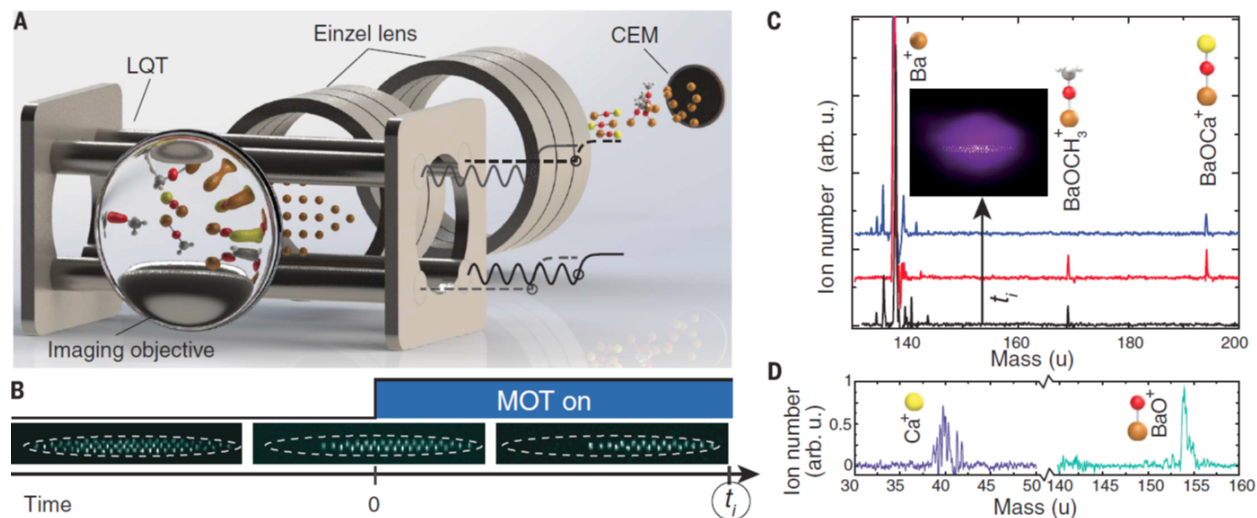 A
Einzel lens
CEM
LQT
Imaging objective
B
MOT on
Time
0
t_i
C
Ion number (arb. u.)
Ba⁺
BaOCH₃⁺
BaOCa⁺
t_i
140
160
180
200
Mass (u)
D
Ion number
(arb. u.)
1
0.5
0
Ca⁺
BaO⁺
30
35
40
45
50
140
145
150
155
160
Mass (u)